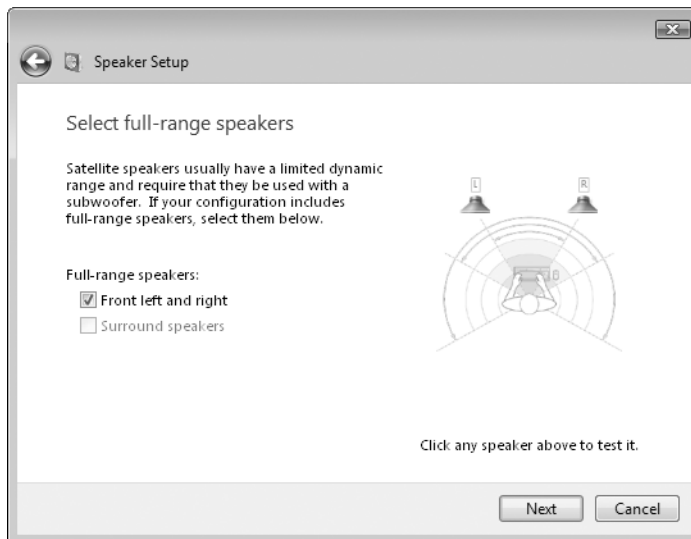 Speaker Setup
Select full-range speakers
Satellite speakers usually have a limited dynamic
range and require that they be used with a
subwoofer. If your configuration includes
full-range speakers, select them below.
L
R
Full-range speakers:
Front left and right
Surround speakers
Click any speaker above to test it.
Next
Cancel